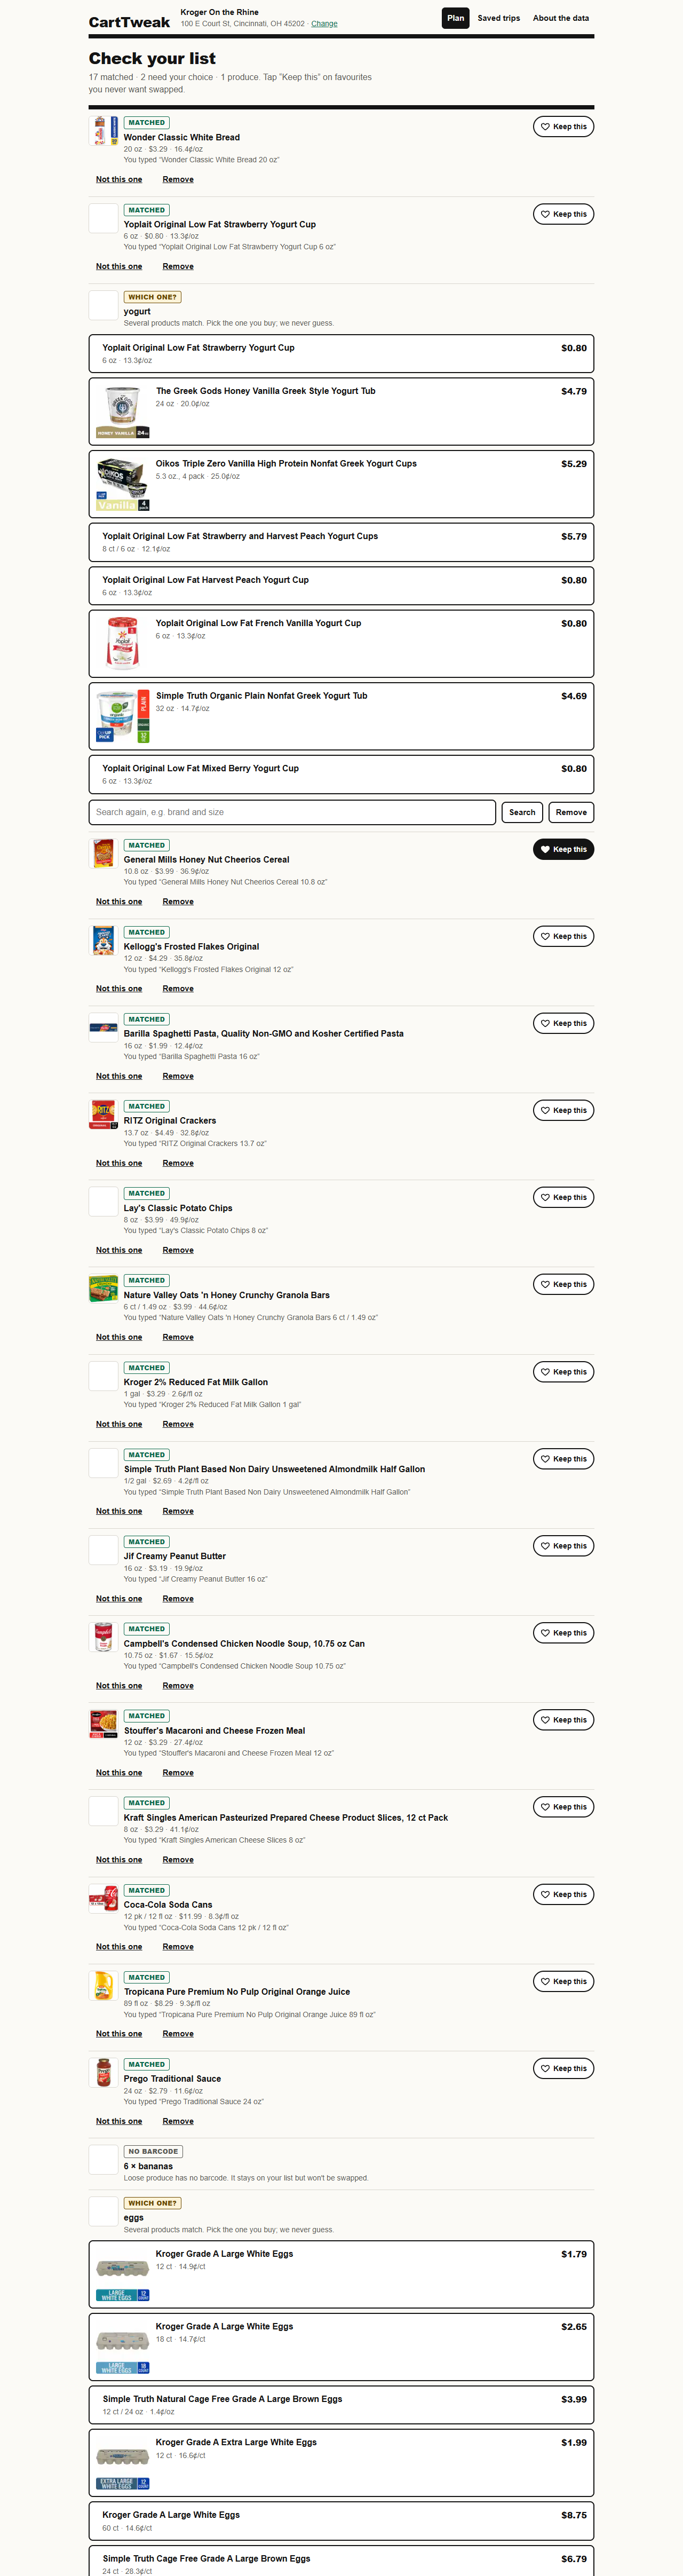 CartTweak
Kroger On the Rhine
100 E Court St, Cincinnati, OH 45202 · Change
Plan
Saved trips
About the data
Check your list
17 matched · 2 need your choice · 1 produce. Tap "Keep this" on favourites
you never want swapped.
MATCHED
Keep this
Wonder Classic White Bread
20 oz · $3.29 · 16.4¢/oz
You typed "Wonder Classic White Bread 20 oz"
Not this one
Remove
MATCHED
Keep this
Yoplait Original Low Fat Strawberry Yogurt Cup
6 oz · $0.80 · 13.3¢/oz
You typed "Yoplait Original Low Fat Strawberry Yogurt Cup 6 oz"
Not this one
Remove
WHICH ONE?
yogurt
Several products match. Pick the one you buy; we never guess.
Yoplait Original Low Fat Strawberry Yogurt Cup
$0.80
6 oz · 13.3¢/oz
The Greek Gods Honey Vanilla Greek Style Yogurt Tub
$4.79
24 oz · 20.0¢/oz
HONEY VANILLA 24
Oikos Triple Zero Vanilla High Protein Nonfat Greek Yogurt Cups
$5.29
5.3 oz., 4 pack · 25.0¢/oz
OIKOS
Vanilla 4
Yoplait Original Low Fat Strawberry and Harvest Peach Yogurt Cups
$5.79
8 ct / 6 oz · 12.1¢/oz
Yoplait Original Low Fat Harvest Peach Yogurt Cup
$0.80
6 oz · 13.3¢/oz
Yoplait Original Low Fat French Vanilla Yogurt Cup
$0.80
6 oz · 13.3¢/oz
Yoplait
Simple Truth Organic Plain Nonfat Greek Yogurt Tub
$4.69
32 oz · 14.7¢/oz
PLAIN
32
Yoplait Original Low Fat Mixed Berry Yogurt Cup
$0.80
6 oz · 13.3¢/oz
Search again, e.g. brand and size
Search
Remove
MATCHED
Keep this
General Mills Honey Nut Cheerios Cereal
10.8 oz · $3.99 · 36.9¢/oz
You typed "General Mills Honey Nut Cheerios Cereal 10.8 oz"
Not this one
Remove
MATCHED
Keep this
Kellogg's Frosted Flakes Original
12 oz · $4.29 · 35.8¢/oz
You typed "Kellogg's Frosted Flakes Original 12 oz"
Not this one
Remove
MATCHED
Keep this
Barilla Spaghetti Pasta, Quality Non-GMO and Kosher Certified Pasta
16 oz · $1.99 · 12.4¢/oz
You typed "Barilla Spaghetti Pasta 16 oz"
Not this one
Remove
RITZ
MATCHED
Keep this
RITZ Original Crackers
13.7 oz · $4.49 · 32.8¢/oz
You typed "RITZ Original Crackers 13.7 oz"
Not this one
Remove
MATCHED
Keep this
Lay's Classic Potato Chips
8 oz · $3.99 · 49.9¢/oz
You typed "Lay's Classic Potato Chips 8 oz"
Not this one
Remove
MATCHED
Keep this
Nature Valley Oats 'n Honey Crunchy Granola Bars
6 ct / 1.49 oz · $3.99 · 44.6¢/oz
You typed "Nature Valley Oats 'n Honey Crunchy Granola Bars 6 ct / 1.49 oz"
Not this one
Remove
MATCHED
Keep this
Kroger 2% Reduced Fat Milk Gallon
1 gal · $3.29 · 2.6¢/fl oz
You typed "Kroger 2% Reduced Fat Milk Gallon 1 gal"
Not this one
Remove
MATCHED
Keep this
Simple Truth Plant Based Non Dairy Unsweetened Almondmilk Half Gallon
1/2 gal · $2.69 · 4.2¢/fl oz
You typed "Simple Truth Plant Based Non Dairy Unsweetened Almondmilk Half Gallon"
Not this one
Remove
MATCHED
Keep this
Jif Creamy Peanut Butter
16 oz · $3.19 · 19.9¢/oz
You typed "Jif Creamy Peanut Butter 16 oz"
Not this one
Remove
MATCHED
Keep this
Campbell's Condensed Chicken Noodle Soup, 10.75 oz Can
10.75 oz · $1.67 · 15.5¢/oz
You typed "Campbell's Condensed Chicken Noodle Soup 10.75 oz"
Not this one
Remove
MATCHED
Keep this
Stouffer's Macaroni and Cheese Frozen Meal
12 oz · $3.29 · 27.4¢/oz
You typed "Stouffer's Macaroni and Cheese Frozen Meal 12 oz"
Not this one
Remove
MATCHED
Keep this
Kraft Singles American Pasteurized Prepared Cheese Product Slices, 12 ct Pack
8 oz · $3.29 · 41.1¢/oz
You typed "Kraft Singles American Cheese Slices 8 oz"
Not this one
Remove
MATCHED
Keep this
Coca-Cola Soda Cans
12 pk / 12 fl oz · $11.99 · 8.3¢/fl oz
You typed "Coca-Cola Soda Cans 12 pk / 12 fl oz"
Not this one
Remove
MATCHED
Keep this
Tropicana Pure Premium No Pulp Original Orange Juice
89 fl oz · $8.29 · 9.3¢/fl oz
You typed "Tropicana Pure Premium No Pulp Original Orange Juice 89 fl oz"
Not this one
Remove
MATCHED
Keep this
Prego Traditional Sauce
24 oz · $2.79 · 11.6¢/oz
You typed "Prego Traditional Sauce 24 oz"
Not this one
Remove
NO BARCODE
6 × bananas
Loose produce has no barcode. It stays on your list but won't be swapped.
WHICH ONE?
eggs
Several products match. Pick the one you buy; we never guess.
Kroger Grade A Large White Eggs
$1.79
12 ct · 14.9¢/ct
LARGE
WHITE EGGS
12
COUNT
Kroger Grade A Large White Eggs
$2.65
18 ct · 14.7¢/ct
LARGE
WHITE EGGS
18
COUNT
Simple Truth Natural Cage Free Grade A Large Brown Eggs
$3.99
12 ct / 24 oz · 1.4¢/oz
Kroger Grade A Extra Large White Eggs
$1.99
12 ct · 16.6¢/ct
EXTRA LARGE
WHITE EGGS
12
COUNT
Kroger Grade A Large White Eggs
$8.75
60 ct · 14.6¢/ct
Simple Truth Cage Free Grade A Large Brown Eggs
$6.79
24 ct · 28.3¢/ct